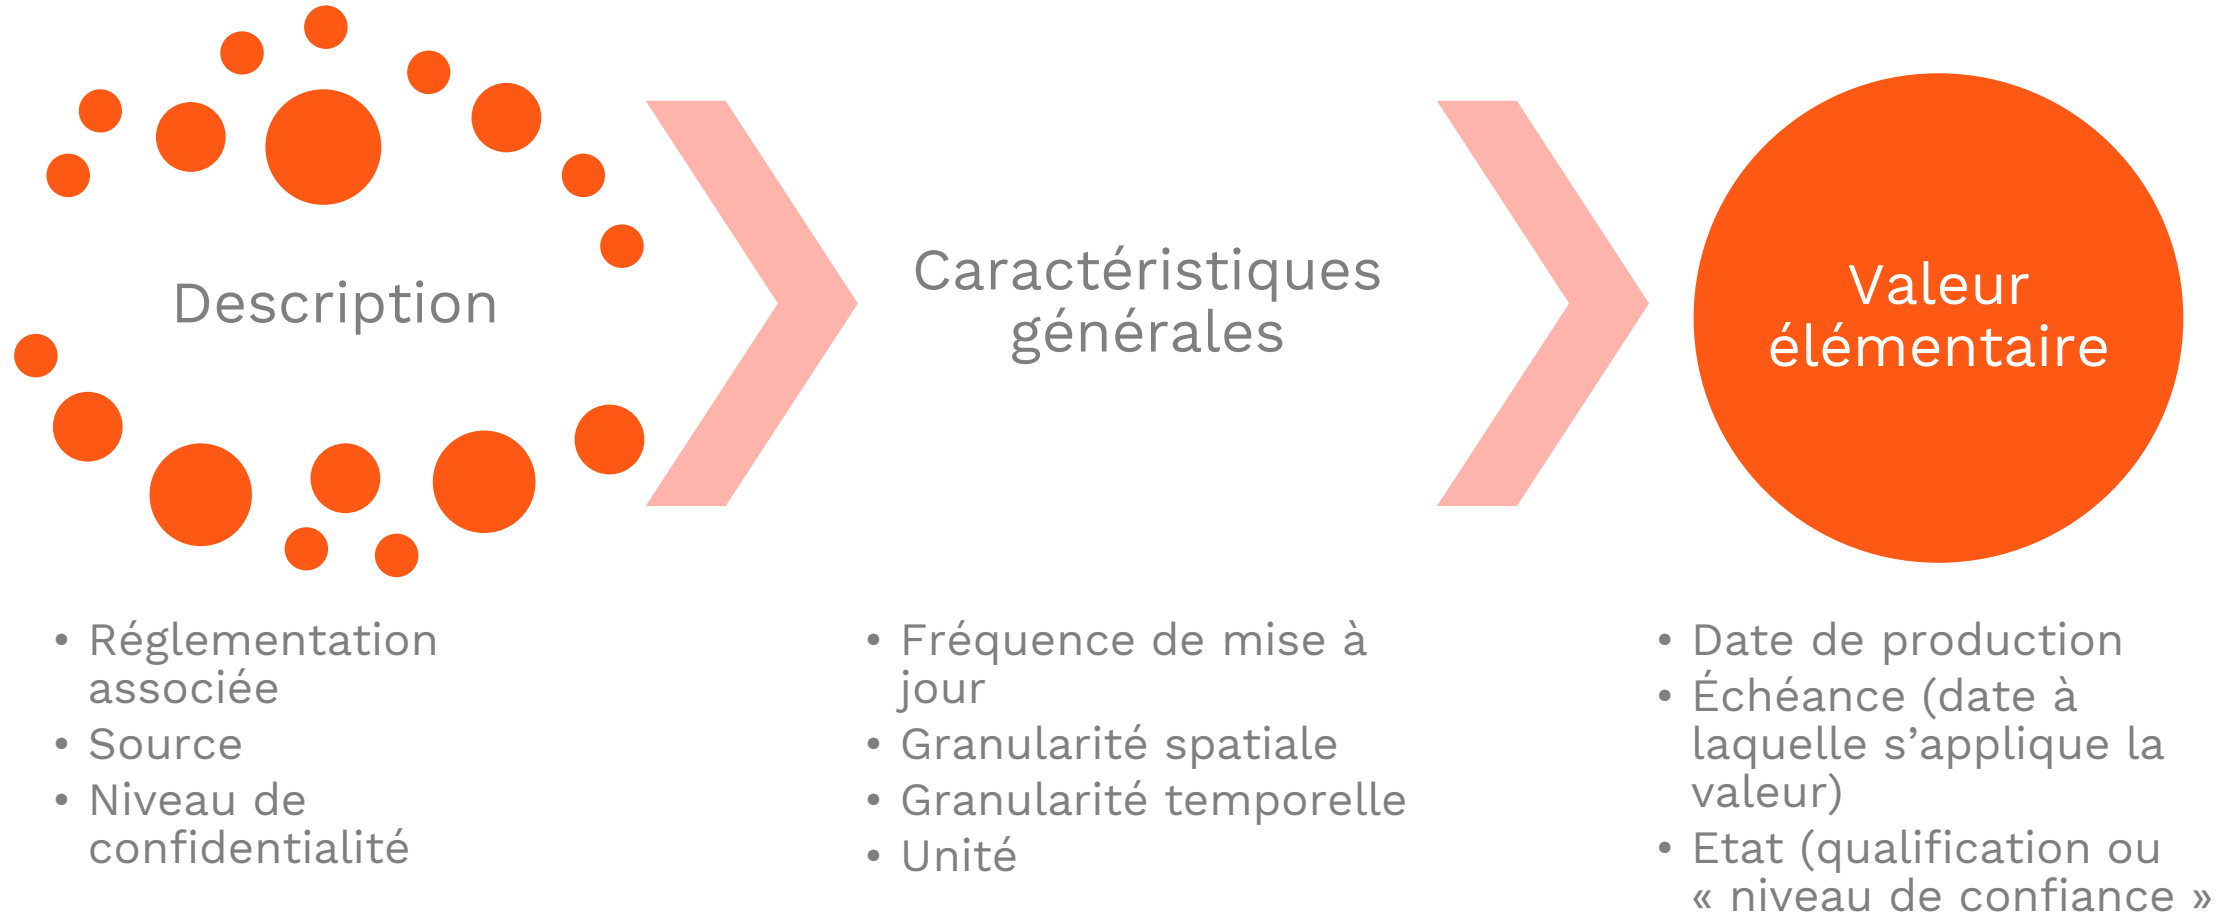 Description
• Réglementation
associée
• Source
• Niveau de
confidentialité
Caractéristiques
générales
• Fréquence de mise à
jour
• Granularité spatiale
• Granularité temporelle
• Unité
Valeur
élémentaire
• Date de production
• Échéance (date à
laquelle s’applique la
valeur)
• Etat (qualification ou
« niveau de confiance »